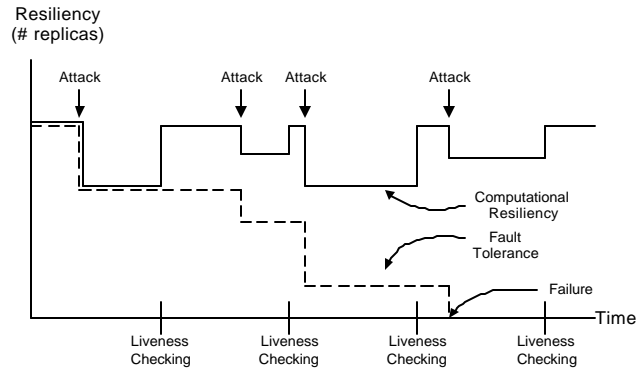 Resiliency
(# replicas)
Attack
Attack
Attack
Attack
Computational
Resiliency
Fault
Tolerance
Failure
Time
Liveness
Checking
Liveness
Checking
Liveness
Checking
Liveness
Checking